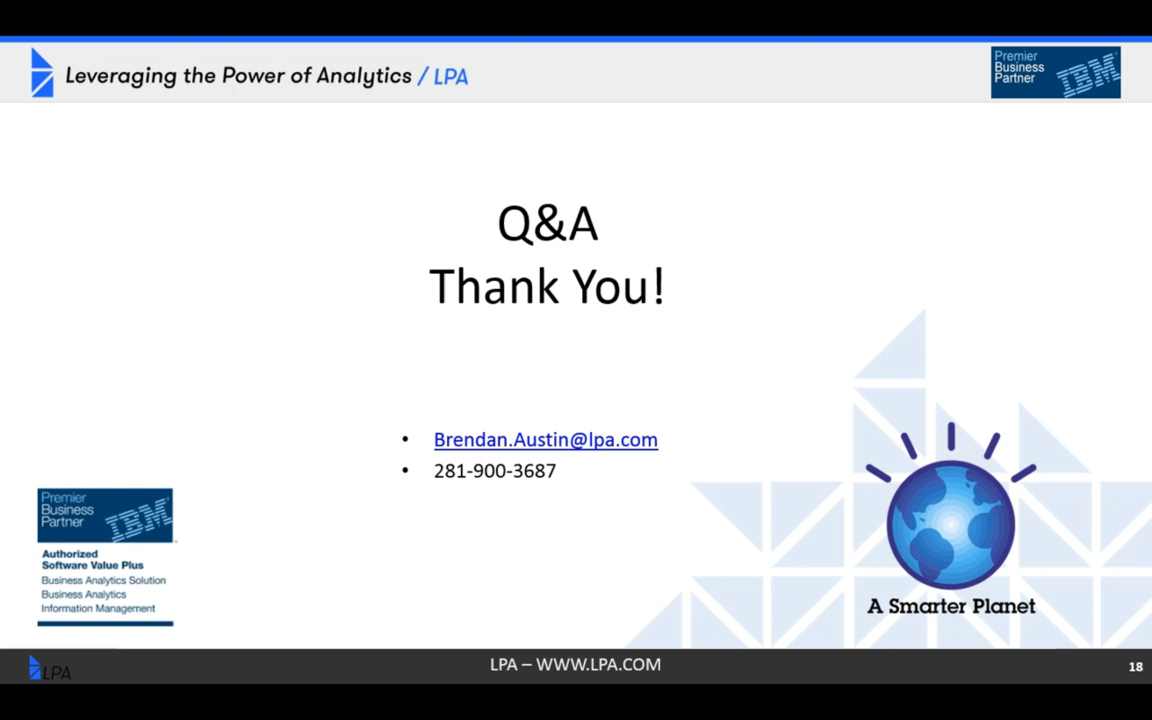 Leveraging the Power of Analytics / LPA
Premier
Business
Partner
IBM
Q&A
Thank You!
• Brendan.Austin@lpa.com
• 281-900-3687
Premier
Business
Partner
IBM
Authorized
Software Value Plus
Business Analytics Solution
Business Analytics
Information Management
A Smarter Planet
LPA
LPA – WWW.LPA.COM
18